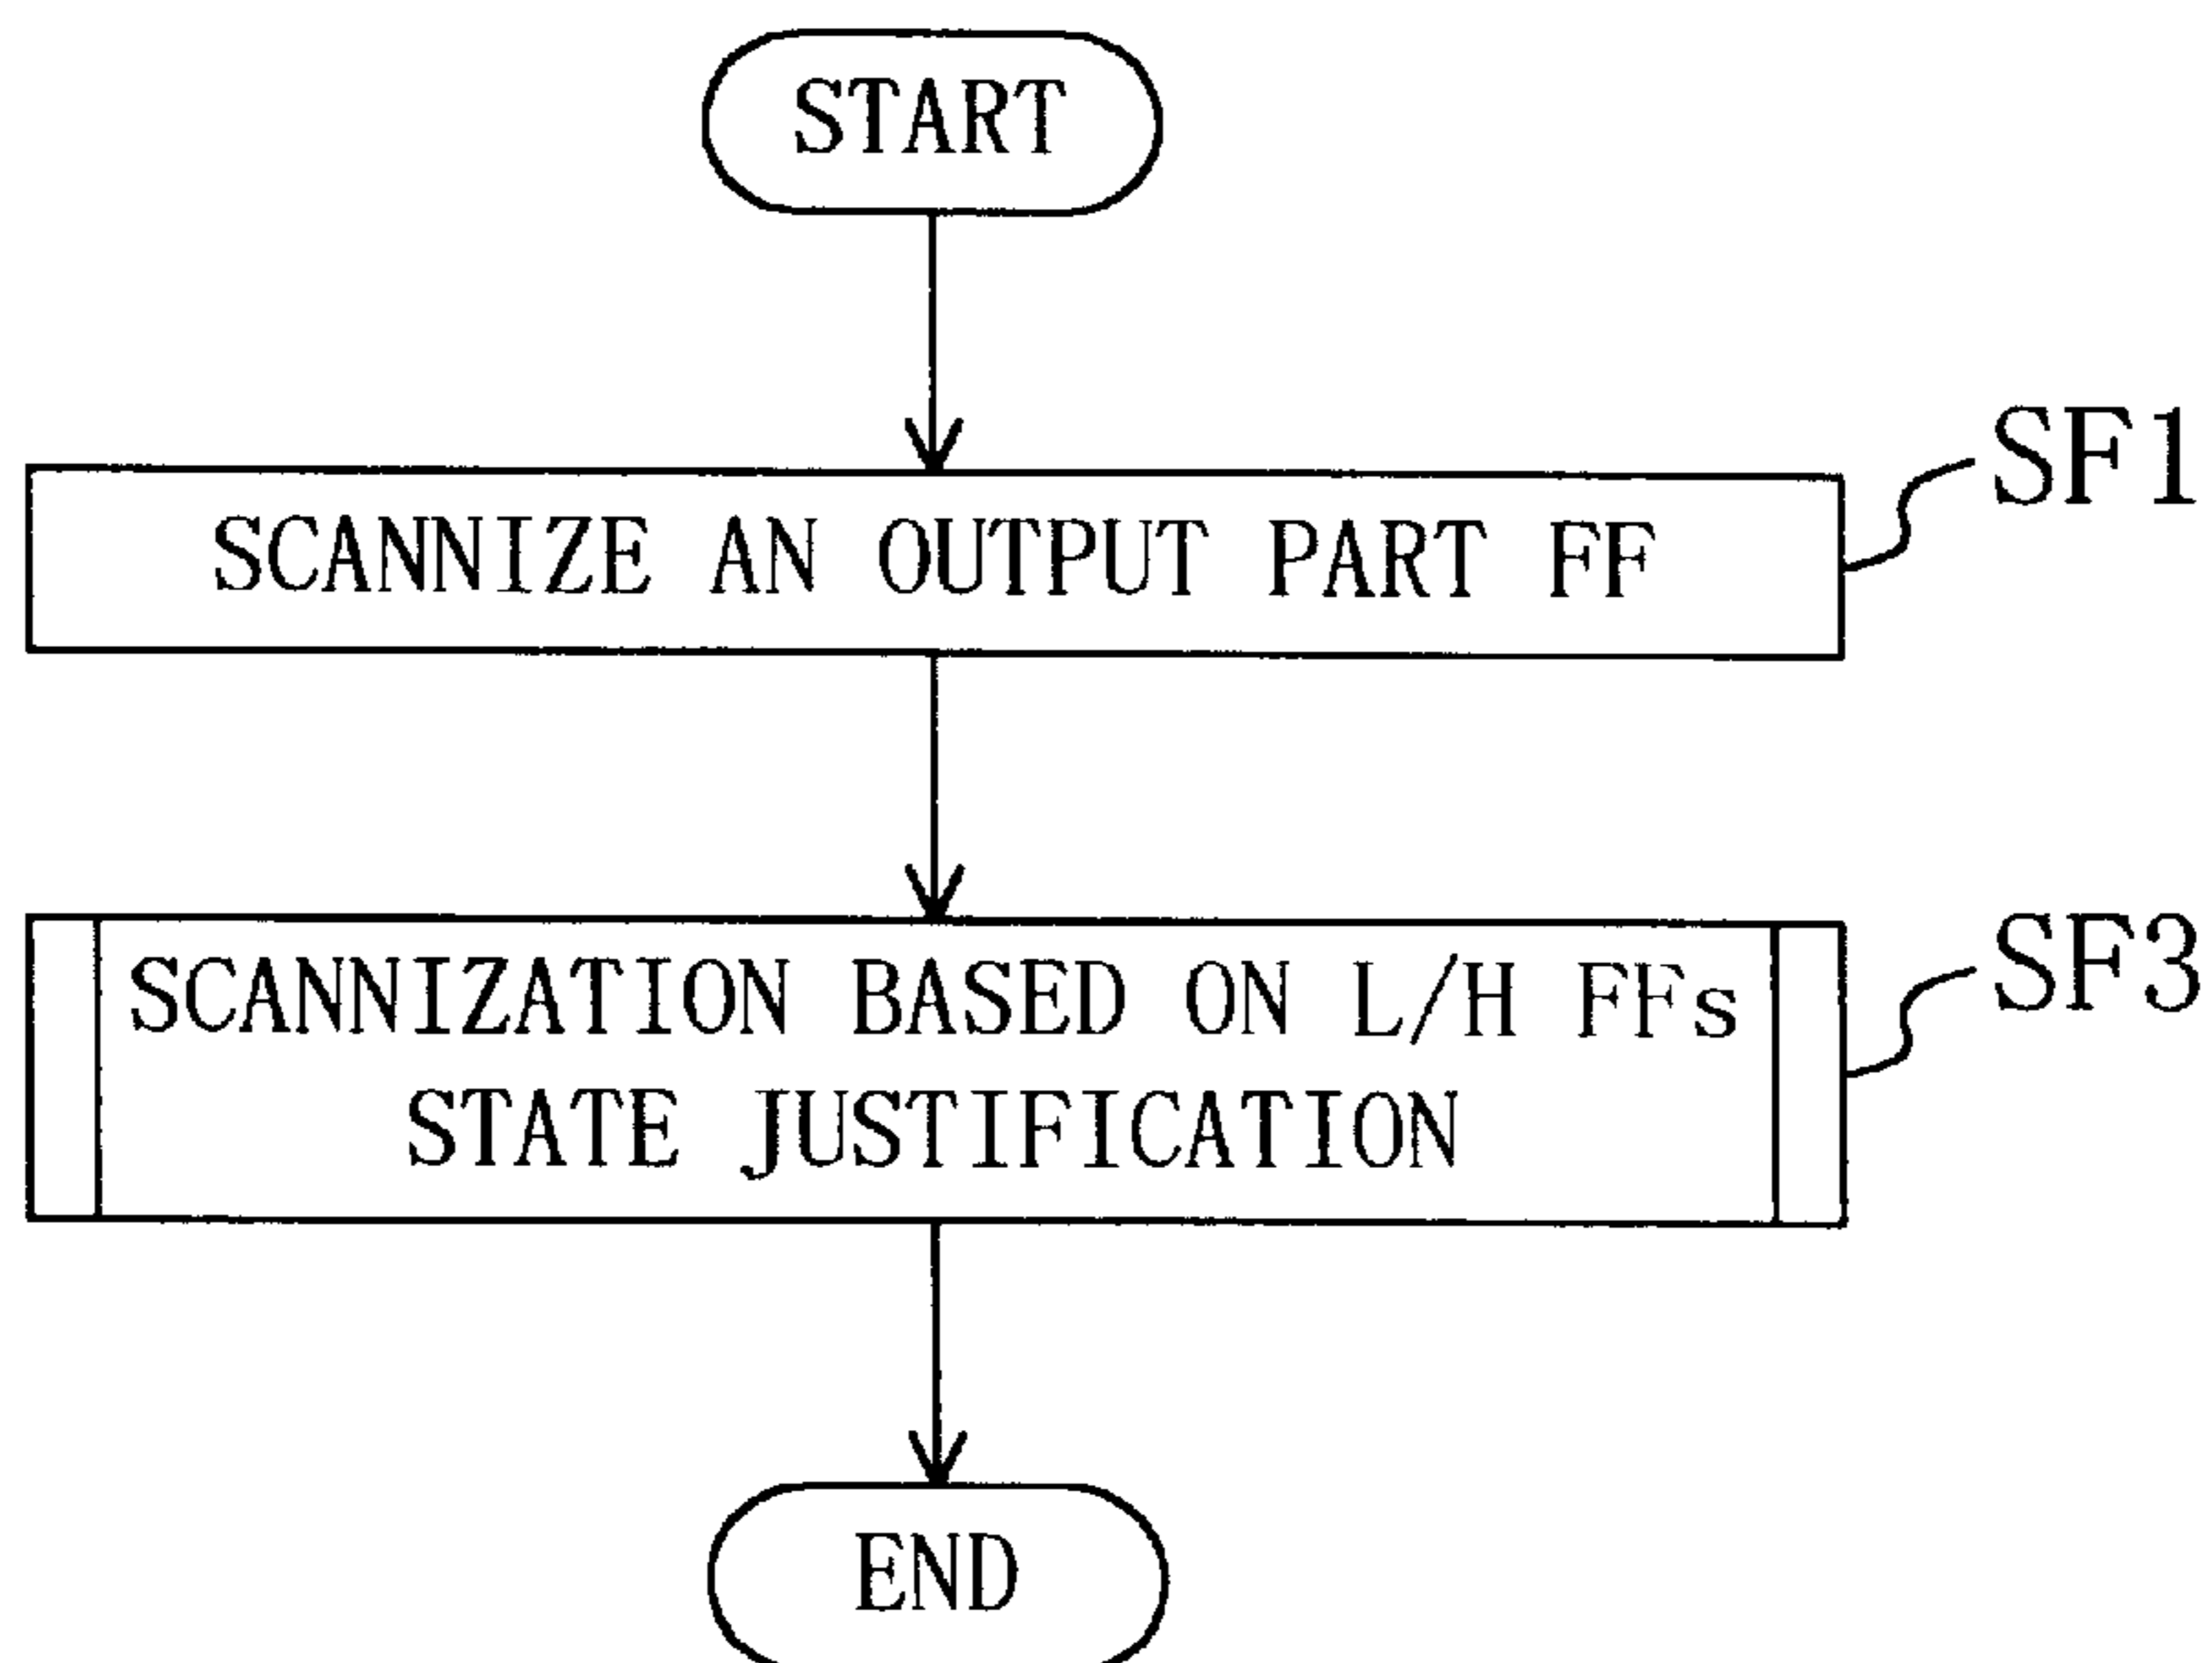 START
SF1
SCANNIZE AN OUTPUT PART FF
SF3
SCANNIZATION BASED ON L/H FFs
STATE JUSTIFICATION
END